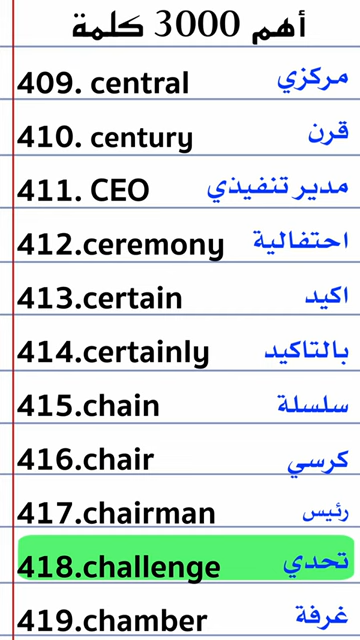 أهم 3000 كلمة
409. central مركزي
410. century قرن
411. CEO مدير تنفيذي
412.ceremony احتفالية
413.certain اكيد
414.certainly بالتاكيد
415.chain سلسلة
416.chair كرسي
417.chairman رئيس
418.challenge تحدي
419.chamber غرفة